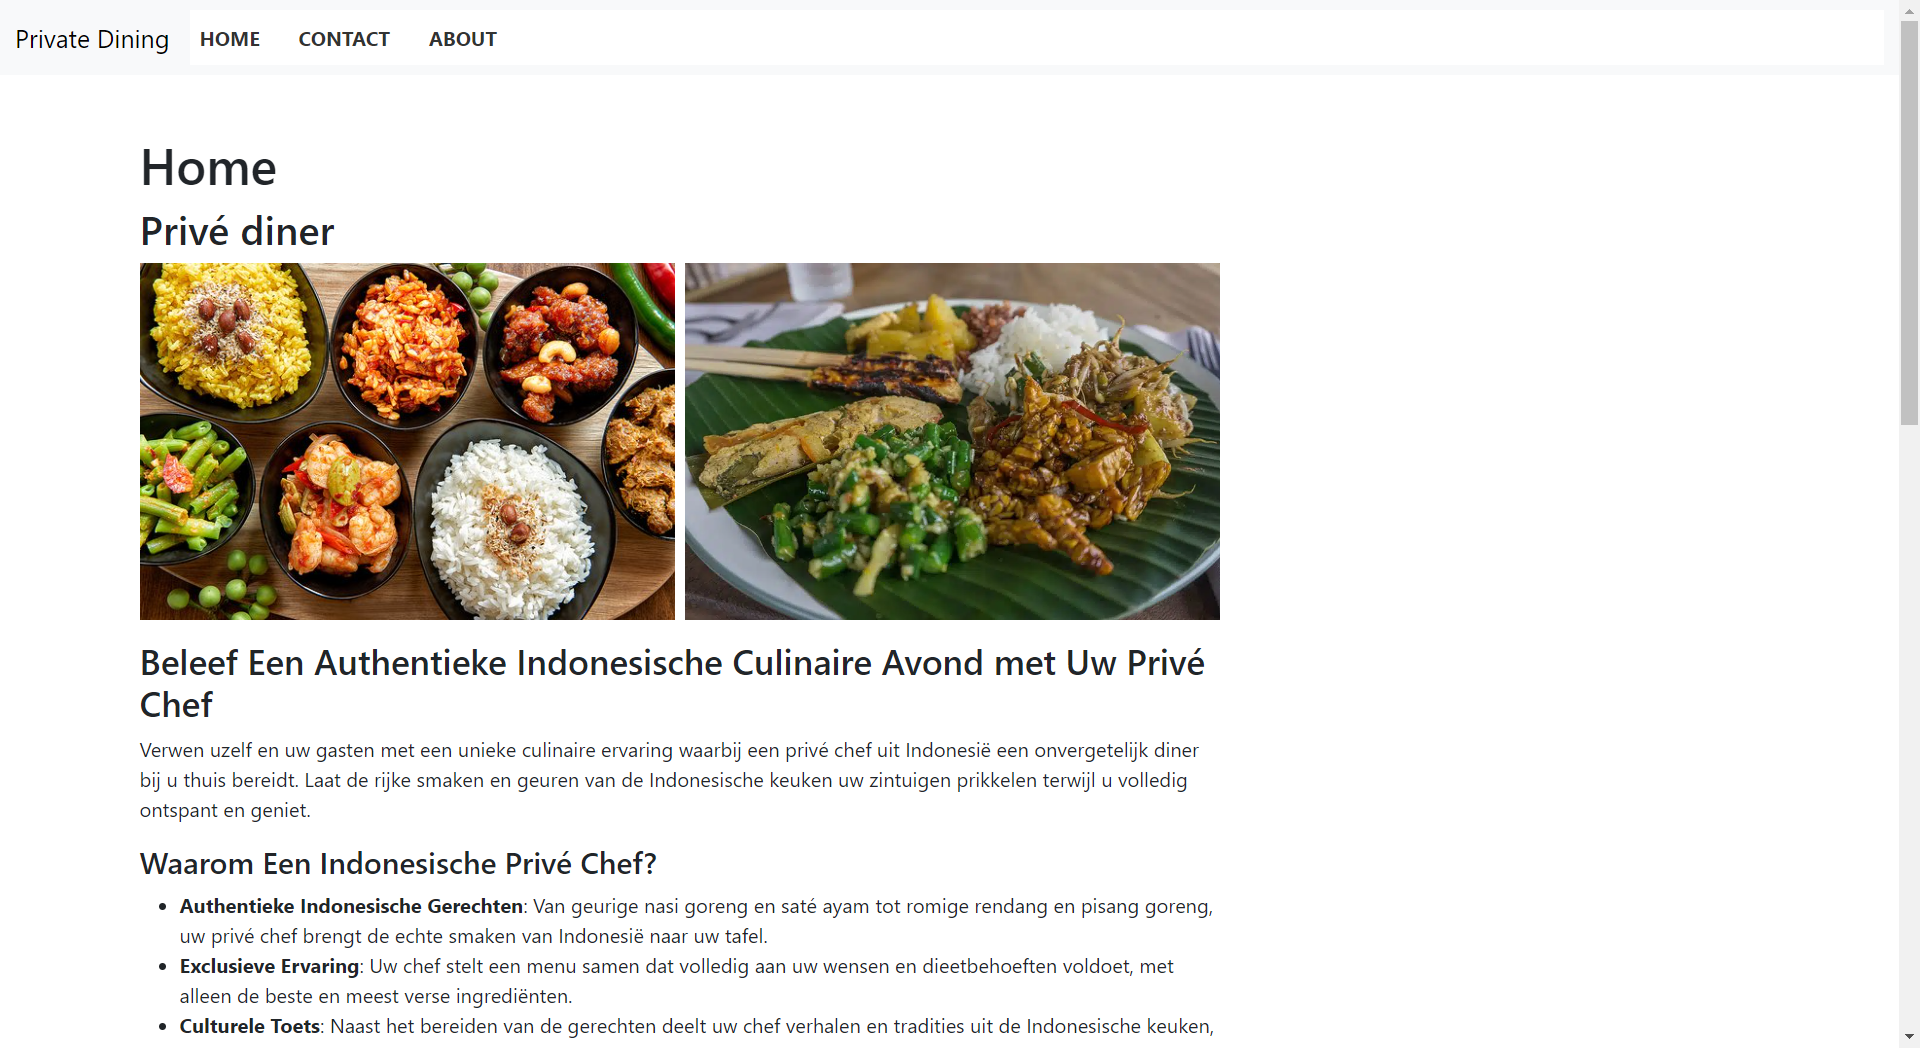 Private Dining
HOME CONTACT ABOUT
Home
Privé diner
Beleef Een Authentieke Indonesische Culinaire Avond met Uw Privé
Chef
Verwen uzelf en uw gasten met een unieke culinaire ervaring waarbij een privé chef uit Indonesië een onvergetelijk diner
bij u thuis bereidt. Laat de rijke smaken en geuren van de Indonesische keuken uw zintuigen prikkelen terwijl u volledig
ontspant en geniet.
Waarom Een Indonesische Privé Chef?
• Authentieke Indonesische Gerechten: Van geurige nasi goreng en saté ayam tot romige rendang en pisang goreng,
uw privé chef brengt de echte smaken van Indonesië naar uw tafel.
• Exclusieve Ervaring: Uw chef stelt een menu samen dat volledig aan uw wensen en dieetbehoeften voldoet, met
alleen de beste en meest verse ingrediënten.
• Culturele Toets: Naast het bereiden van de gerechten deelt uw chef verhalen en tradities uit de Indonesische keuken,